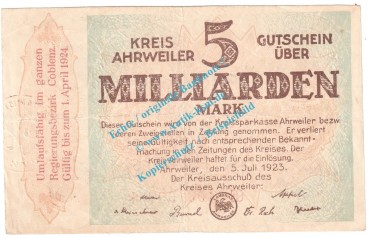 Umlaufsfähig im ganzen
Regierungsbezirk Coblenz
Gültig bis zum 1. April 1924
KREIS AHRWEILER
5
GUTSCHEIN ÜBER
MILLIARDEN
MARK
Dieser Gutschein wird von der Kreissparkasse Ahrweiler bezw.
deren Zweigstellen in Zahlung genommen. Er verliert
seine Gültigkeit nach entsprechender Bekannt-
machung in den Zeitungen des Kreises. Der
Kreis Ahrweiler haftet für die Einlösung.
Ahrweiler, den 5. Juli 1923.
Der Kreisausschuß des
Kreises Ahrweiler: